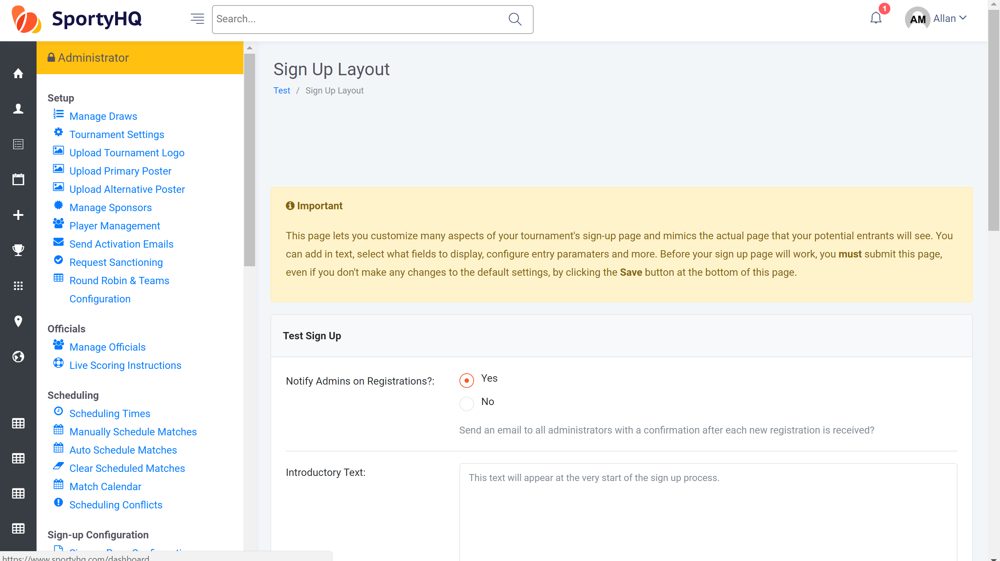 SportyHQ
Search...
1
AM Allan
Administrator
Setup
Manage Draws
Tournament Settings
Upload Tournament Logo
Upload Primary Poster
Upload Alternative Poster
Manage Sponsors
Player Management
Send Activation Emails
Request Sanctioning
Round Robin & Teams
Configuration
Officials
Manage Officials
Live Scoring Instructions
Scheduling
Scheduling Times
Manually Schedule Matches
Auto Schedule Matches
Clear Scheduled Matches
Match Calendar
Scheduling Conflicts
Sign-up Configuration
https://www.sportyhq.com/dashboard
Sign Up Layout
Test / Sign Up Layout
Important
This page lets you customize many aspects of your tournament's sign-up page and mimics the actual page that your potential entrants will see. You
can add in text, select what fields to display, configure entry paramaters and more. Before your sign up page will work, you must submit this page,
even if you don't make any changes to the default settings, by clicking the Save button at the bottom of this page.
Test Sign Up
Notify Admins on Registrations?:
Yes
No
Send an email to all administrators with a confirmation after each new registration is received?
Introductory Text:
This text will appear at the very start of the sign up process.